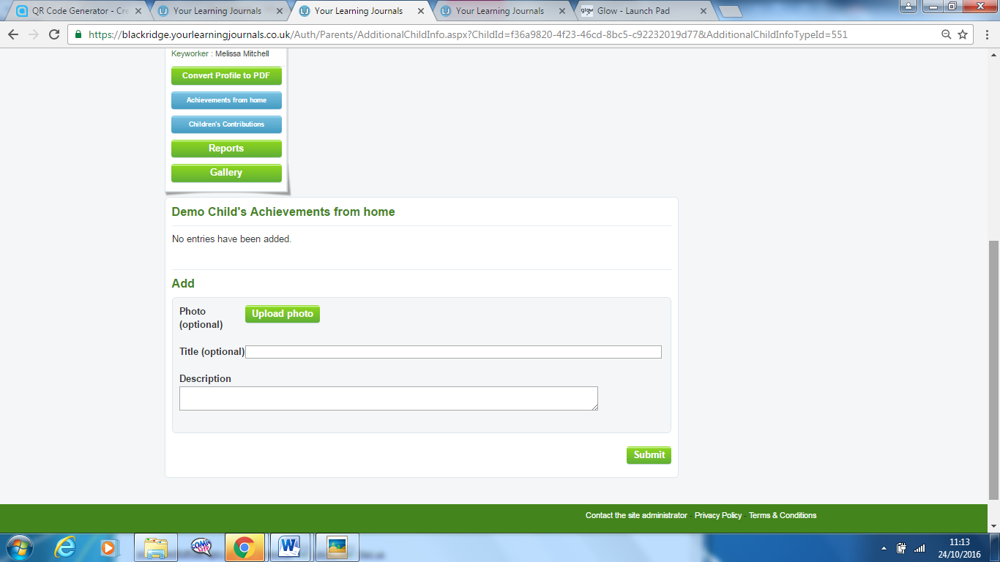 QR Code Generator - Cre
Your Learning Journals
Your Learning Journals
Your Learning Journals
glow
Glow - Launch Pad
https://blackridge.yourlearningjournals.co.uk/Auth/Parents/AdditionalChildInfo.aspx?ChildId=f36a9820-4f23-46cd-8bc5-c92232019d77&AdditionalChildInfoTypeId=551
Keyworker : Melissa Mitchell
Convert Profile to PDF
Achievements from home
Children's Contributions
Reports
Gallery
Demo Child's Achievements from home
No entries have been added.
Add
Photo
(optional)
Upload photo
Title (optional)
Description
Submit
Contact the site administrator - Privacy Policy - Terms & Conditions
COMIC LIFE
11:13
24/10/2016